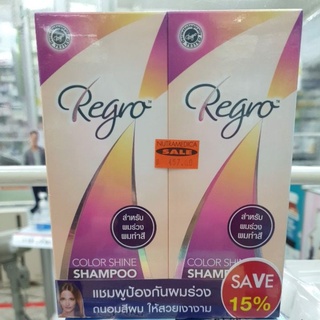 Regro™
Regro™
NUTRAMEDICA
SALE
สำหรับ
ผมร่วง
ผมทำสี
สำหรับ
ผมร่วง
ผมทำสี
COLOR SHINE
SHAMPOO
COLOR SHINE
แชมพูป้องกันผมร่วง
ถนอมสีผม ให้สวยเงางาม
SAVE
15%